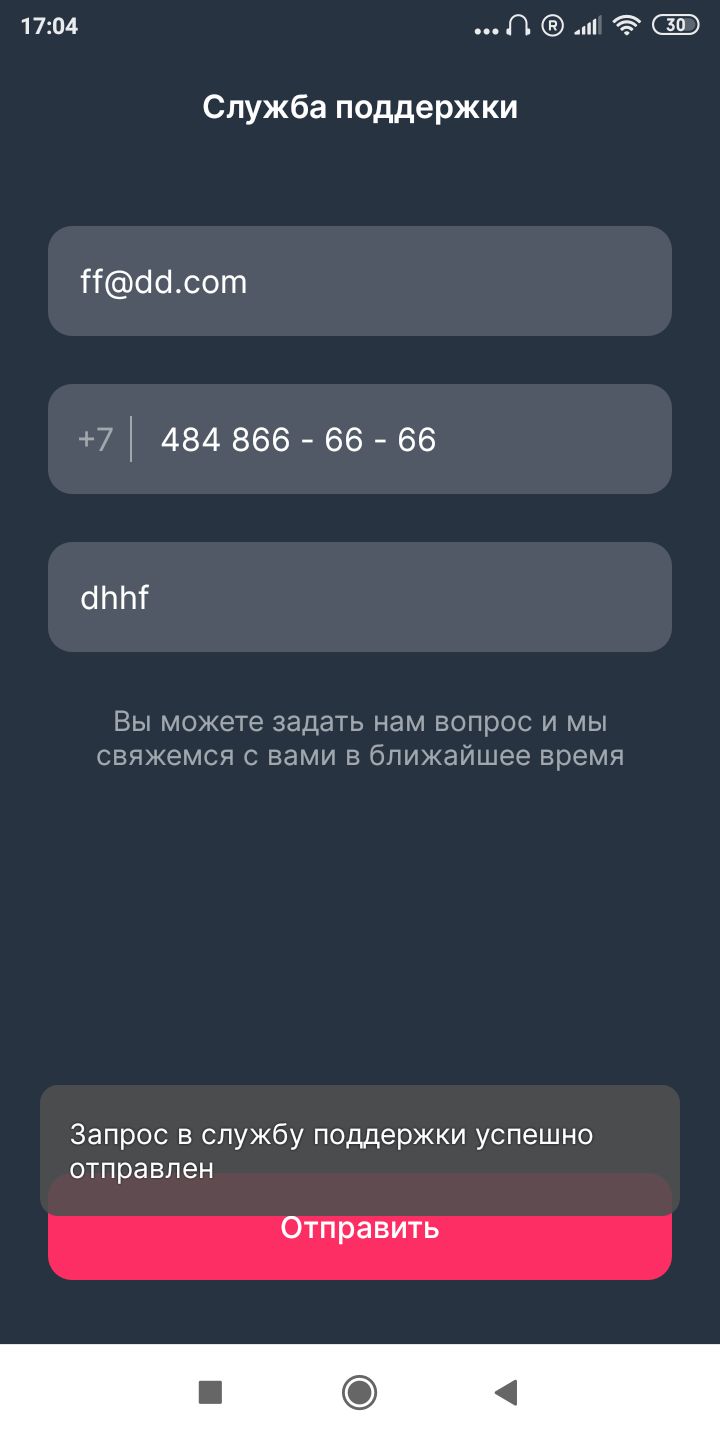 17:04
R
30
Служба поддержки
ff@dd.com
+7 484 866 - 66 - 66
dhhf
Вы можете задать нам вопрос и мы
свяжемся с вами в ближайшее время
Запрос в службу поддержки успешно
отправлен
Отправить